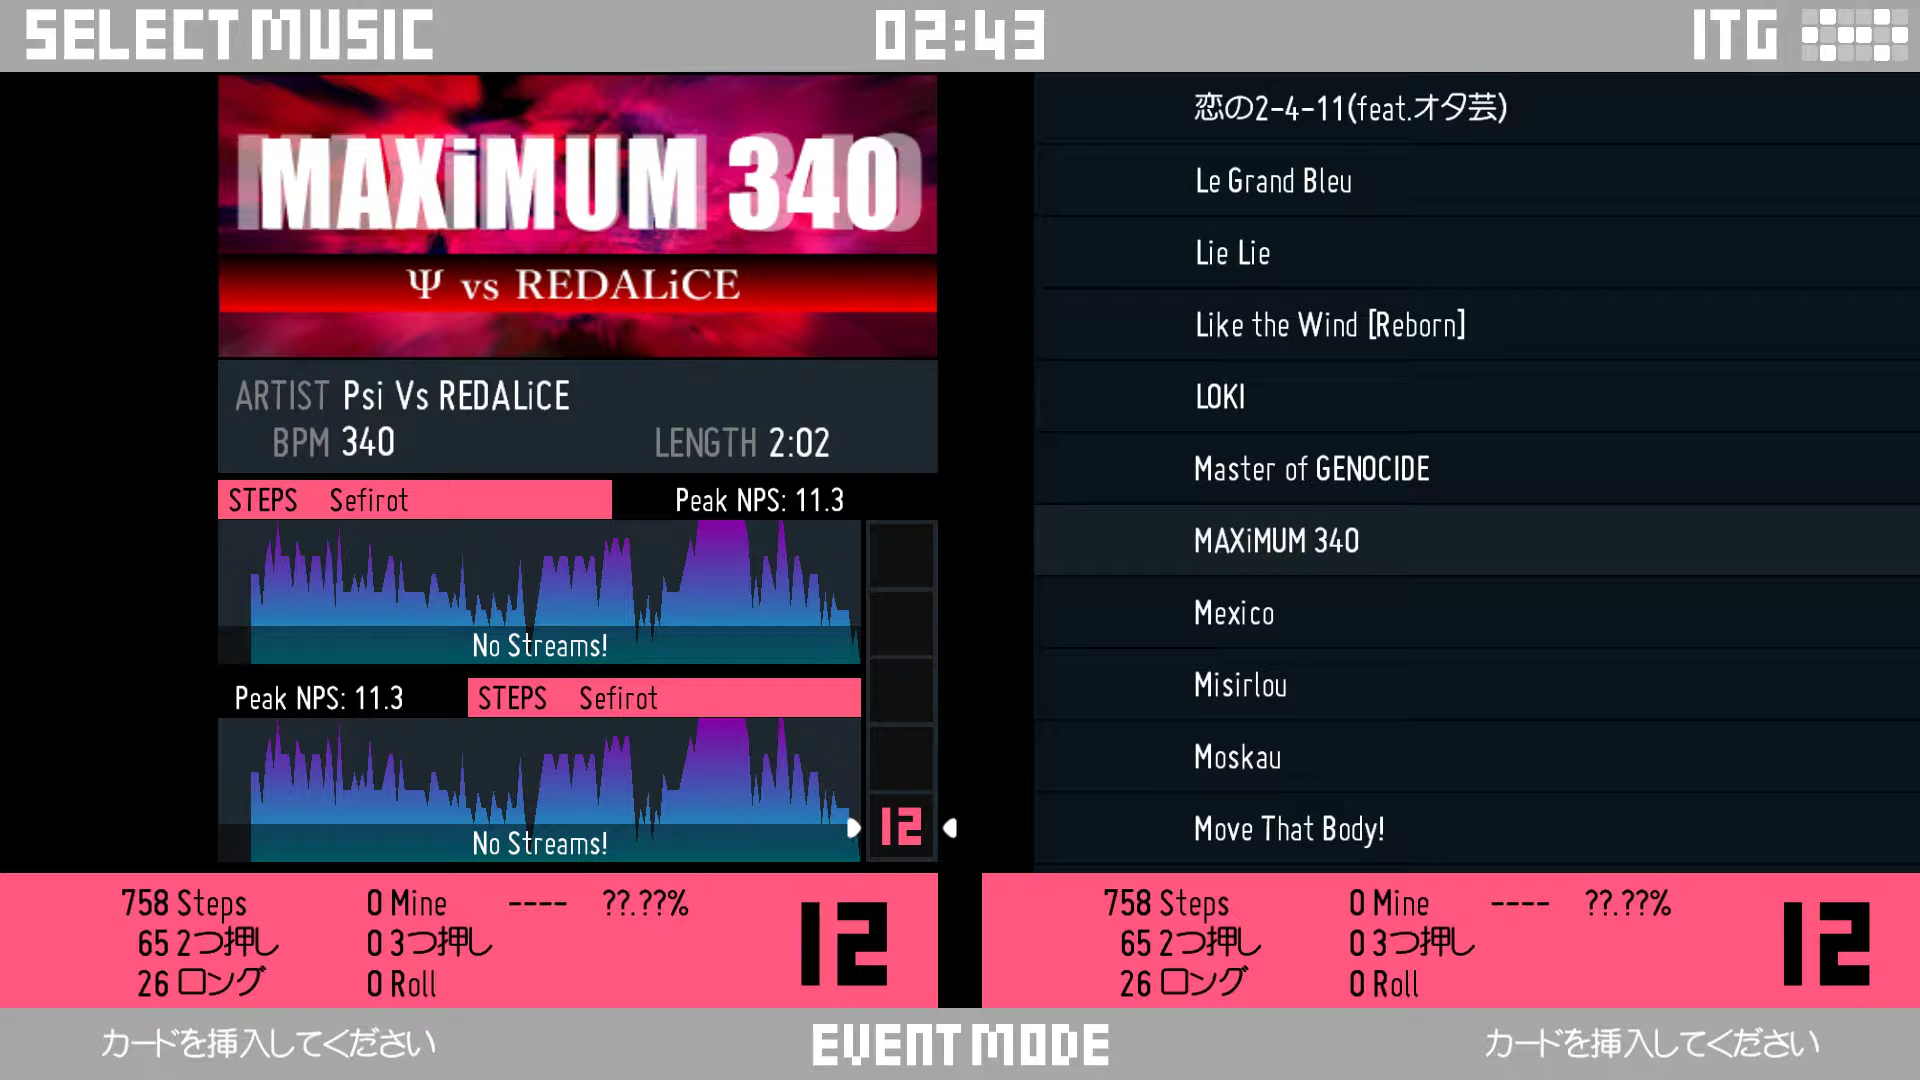 SELECT MUSIC
02:43
ITG
MAXiMUM 340
Ψ vs REDALiCE
ARTIST Psi Vs REDALiCE
BPM 340 LENGTH 2:02
STEPS Sefirot Peak NPS: 11.3
No Streams!
Peak NPS: 11.3 STEPS Sefirot
No Streams!
12
恋の2-4-11(feat.オタ芸)
Le Grand Bleu
Lie Lie
Like the Wind [Reborn]
LOKI
Master of GENOCIDE
MAXiMUM 340
Mexico
Misirlou
Moskau
Move That Body!
758 Steps 0 Mine ---- ??.??%
65 2つ押し 0 3つ押し
26 ロング 0 Roll
12
758 Steps 0 Mine ---- ??.??%
65 2つ押し 0 3つ押し
26 ロング 0 Roll
12
カードを挿入してください
EVENT MODE
カードを挿入してください